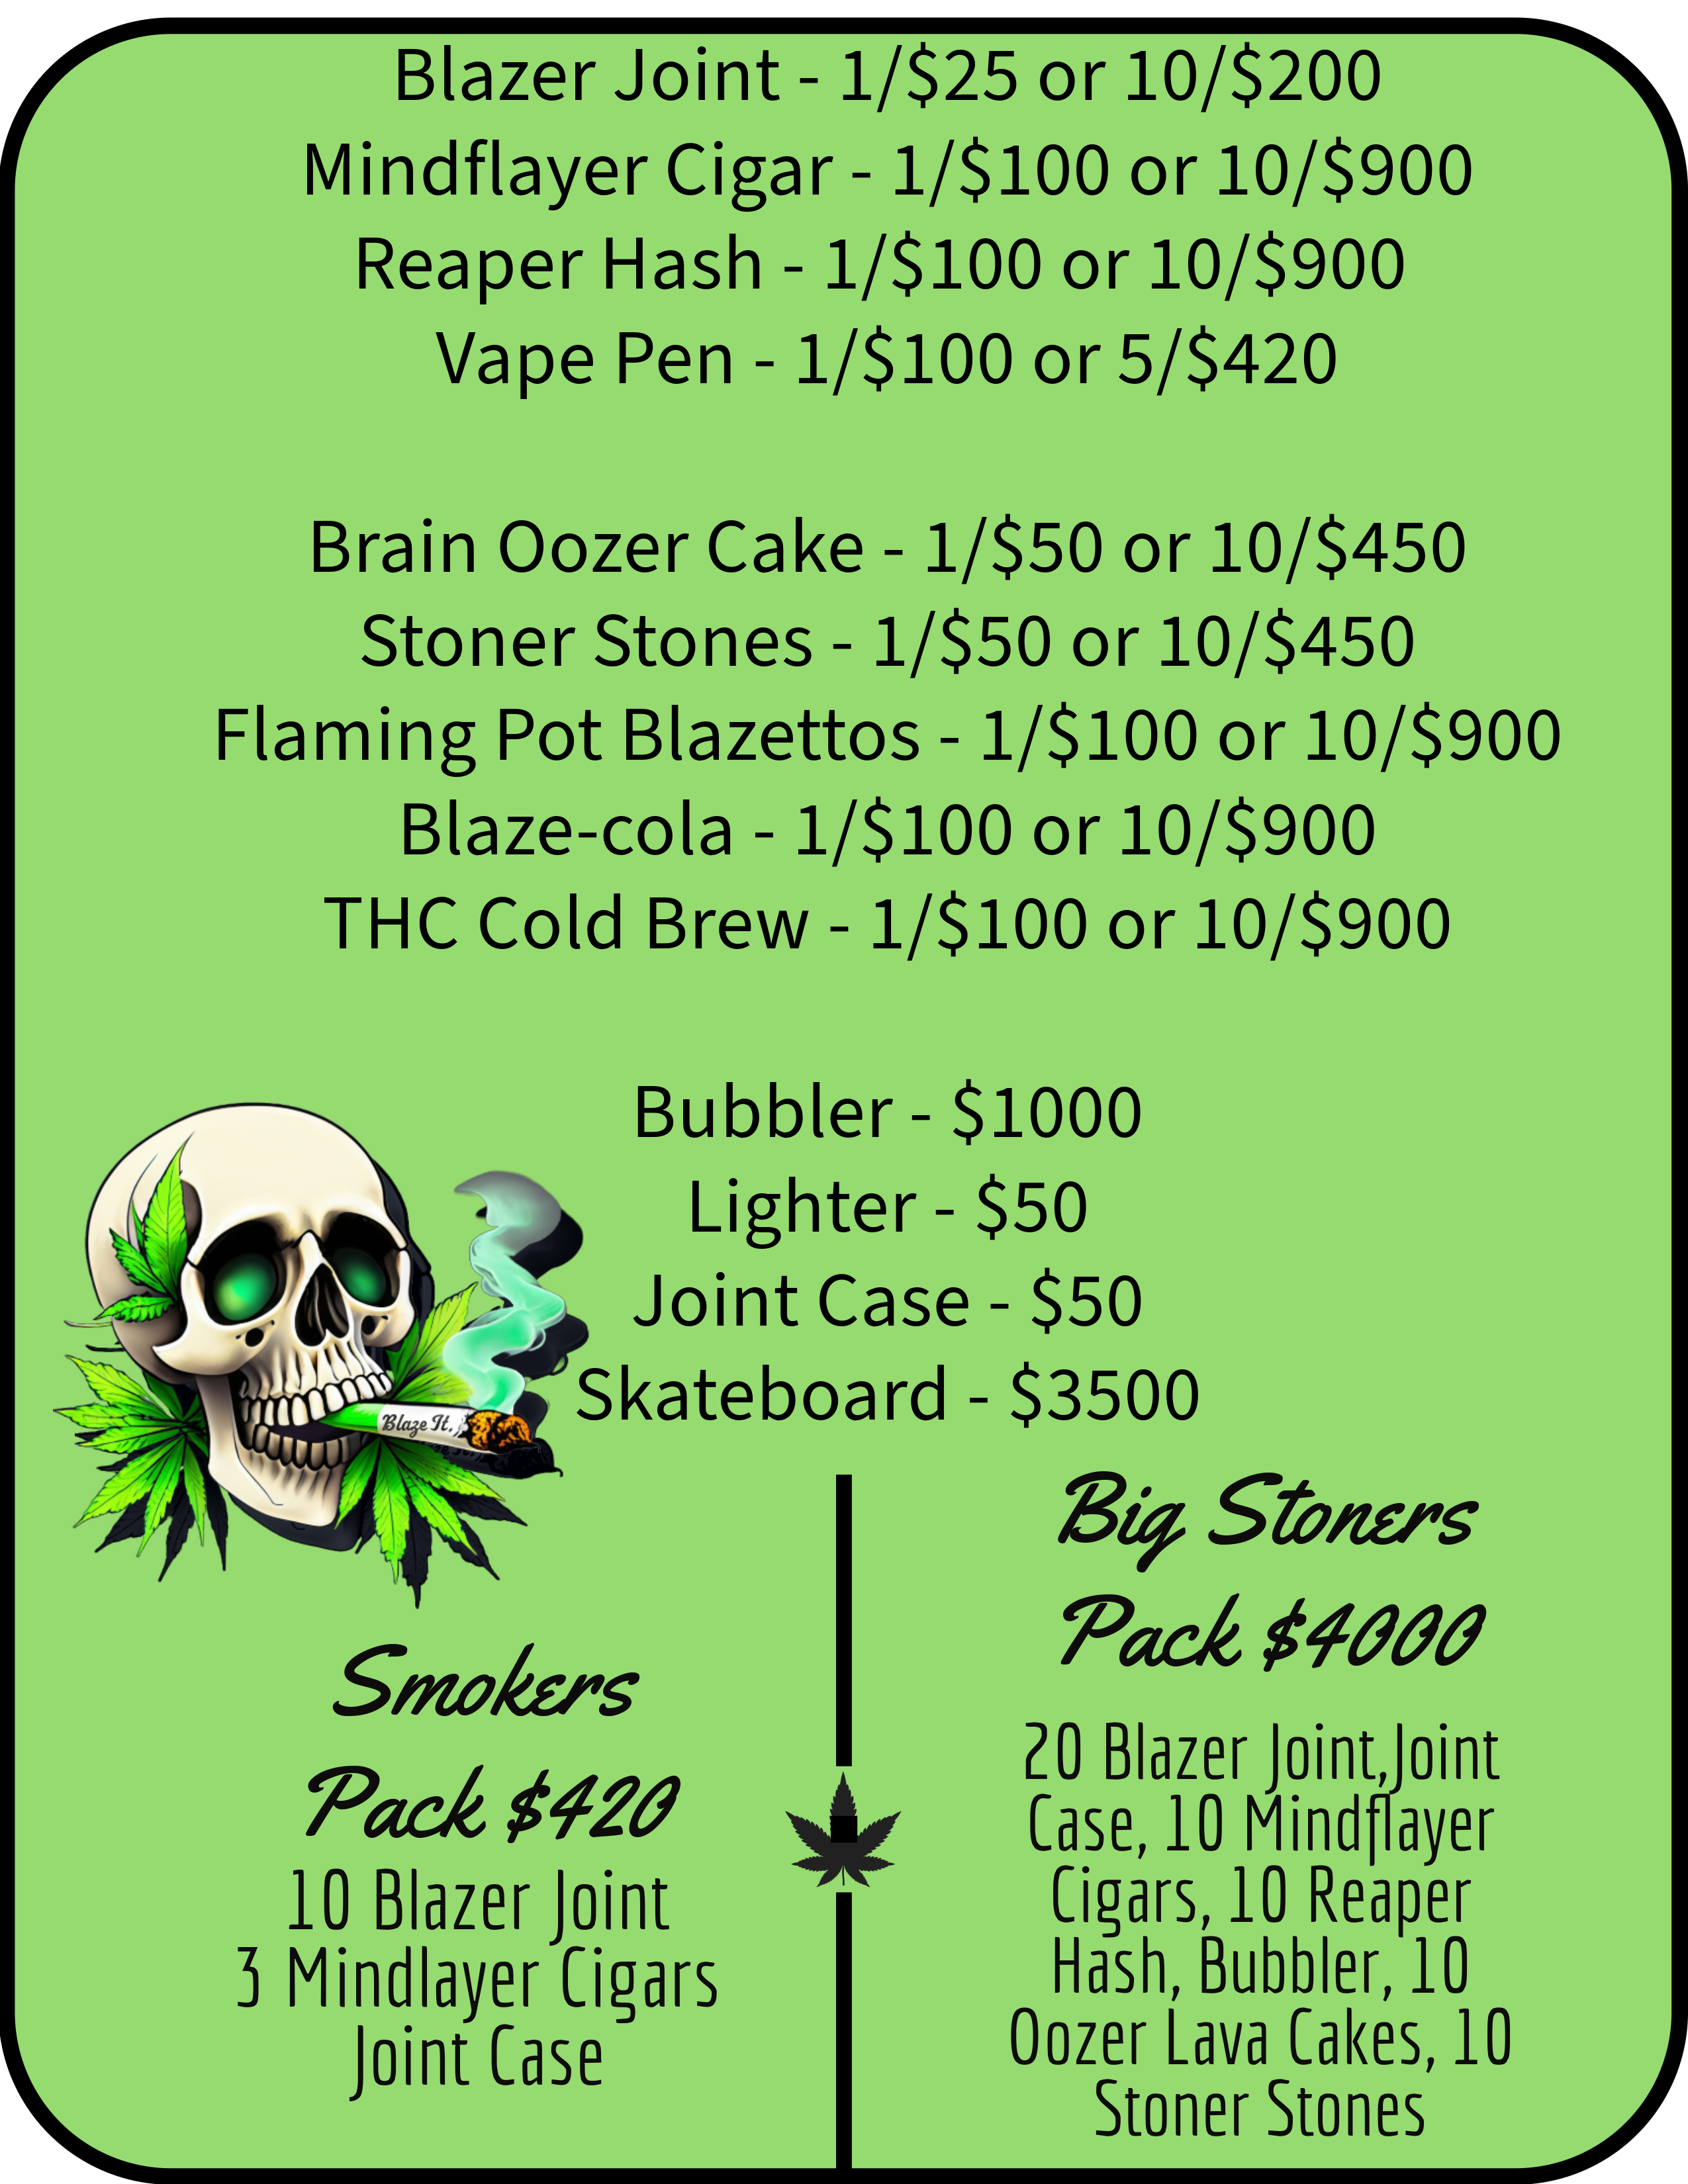 Blazer Joint - 1/$25 or 10/$200
Mindflayer Cigar - 1/$100 or 10/$900
Reaper Hash - 1/$100 or 10/$900
Vape Pen - 1/$100 or 5/$420
Brain Oozer Cake - 1/$50 or 10/$450
Stoner Stones - 1/$50 or 10/$450
Flaming Pot Blazettos - 1/$100 or 10/$900
Blaze-cola - 1/$100 or 10/$900
THC Cold Brew - 1/$100 or 10/$900
Bubbler - $1000
Lighter - $50
Joint Case - $50
Skateboard - $3500
Blaze It.
Smokers
Pack $420
10 Blazer Joint
3 Mindlayer Cigars
Joint Case
Big Stoners
Pack $4000
20 Blazer Joint,Joint
Case, 10 Mindflayer
Cigars, 10 Reaper
Hash, Bubbler, 10
Oozer Lava Cakes, 10
Stoner Stones